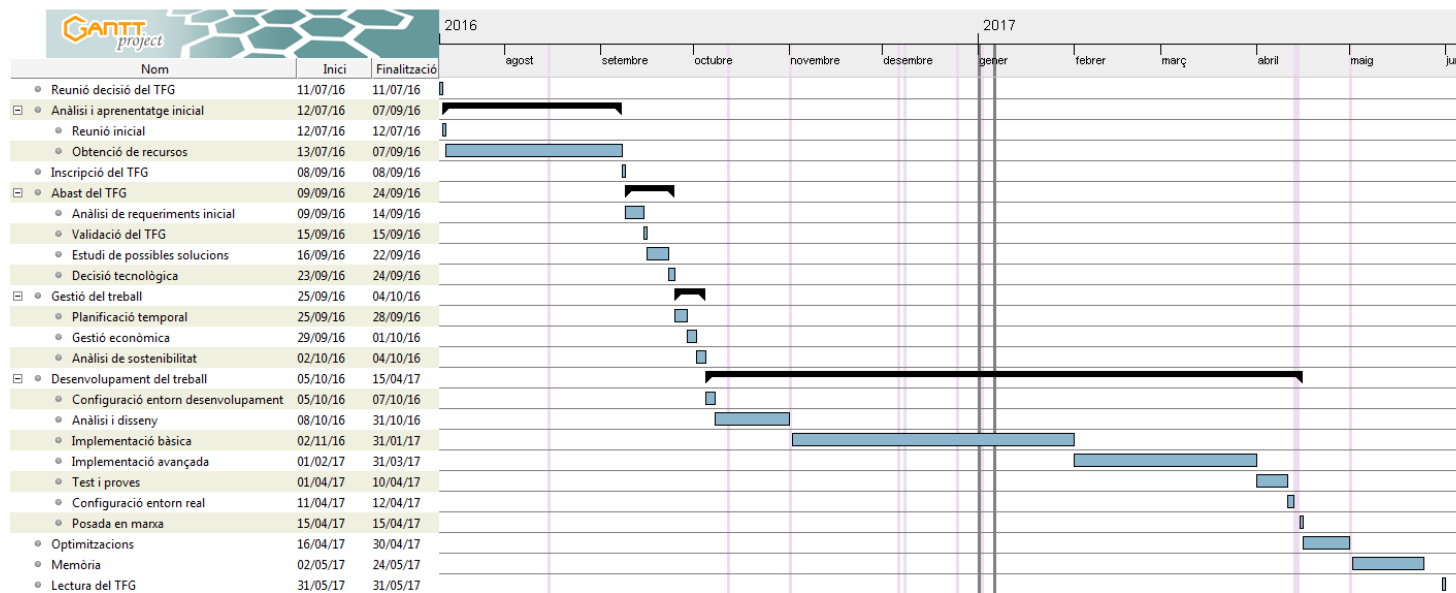 GANTT project
2016 2017
agost setembre octubre novembre desembre gener febrer març abril maig
Nom Inici Finalització
Reunió decisió del TFG 11/07/16 11/07/16
Anàlisi i aprenentatge inicial 12/07/16 07/09/16
Reunió inicial 12/07/16 12/07/16
Obtenció de recursos 13/07/16 07/09/16
Inscripció del TFG 08/09/16 08/09/16
Abast del TFG 09/09/16 24/09/16
Anàlisi de requeriments inicial 09/09/16 14/09/16
Validació del TFG 15/09/16 15/09/16
Estudi de possibles solucions 16/09/16 22/09/16
Decisió tecnològica 23/09/16 24/09/16
Gestió del treball 25/09/16 04/10/16
Planificació temporal 25/09/16 28/09/16
Gestió econòmica 29/09/16 01/10/16
Anàlisi de sostenibilitat 02/10/16 04/10/16
Desenvolupament del treball 05/10/16 15/04/17
Configuració entorn desenvolupament 05/10/16 07/10/16
Anàlisi i disseny 08/10/16 31/10/16
Implementació bàsica 02/11/16 31/01/17
Implementació avançada 01/02/17 31/03/17
Test i proves 01/04/17 10/04/17
Configuració entorn real 11/04/17 12/04/17
Posada en marxa 15/04/17 15/04/17
Optimitzacions 16/04/17 30/04/17
Memòria 02/05/17 24/05/17
Lectura del TFG 31/05/17 31/05/17